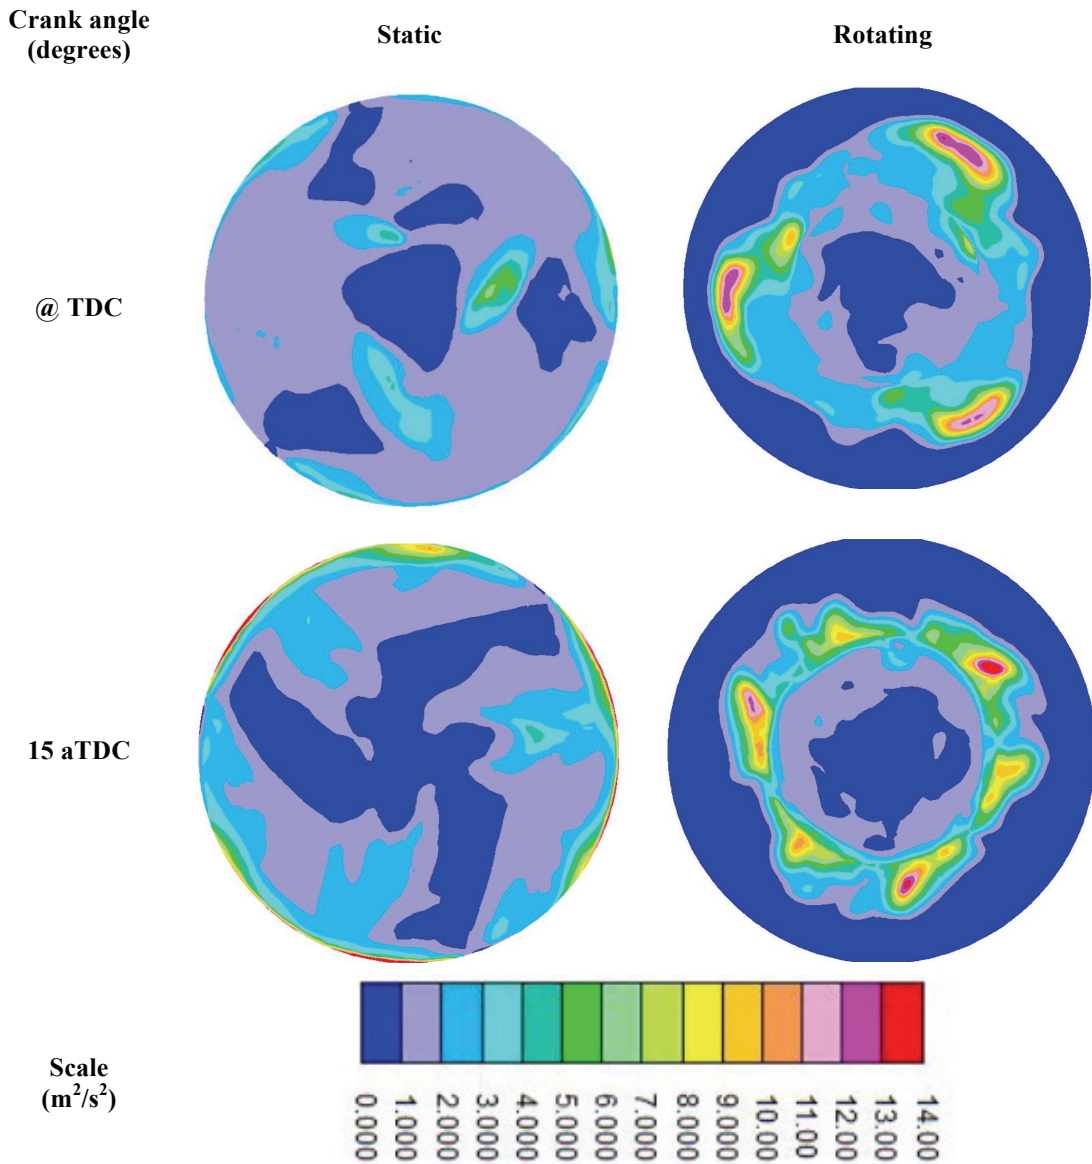 Crank angle
(degrees)
Static
Rotating
@ TDC
15 aTDC
Scale
(m²/s²)
0.000
1.000
2.000
3.000
4.000
5.000
6.000
7.000
8.000
9.000
10.00
11.00
12.00
13.00
14.00